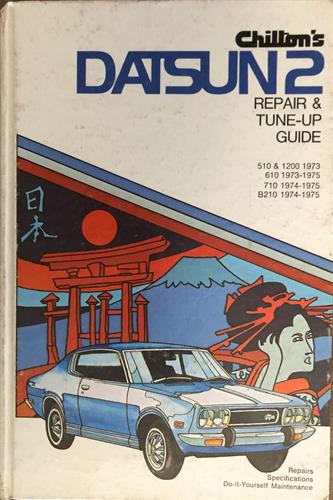 Chilton's
DATSUN 2
REPAIR &
TUNE-UP
GUIDE
510 & 1200 1973
610 1973-1975
710 1974-1975
B210 1974-1975
日本
Repairs
Specifications
Do-It-Yourself Maintenance